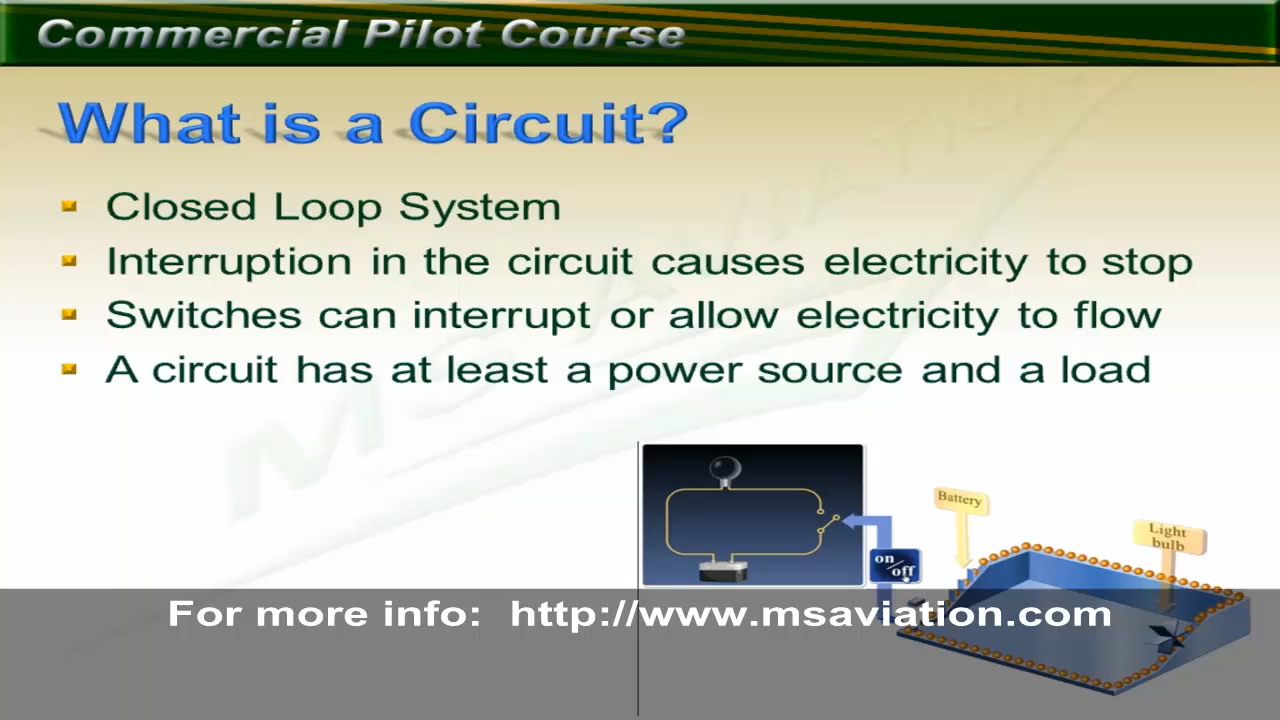 Commercial Pilot Course
What is a Circuit?
Closed Loop System
Interruption in the circuit causes electricity to stop
Switches can interrupt or allow electricity to flow
A circuit has at least a power source and a load
Battery
Light
bulb
on
/off
For more info: http://www.msaviation.com
MS AVIATION